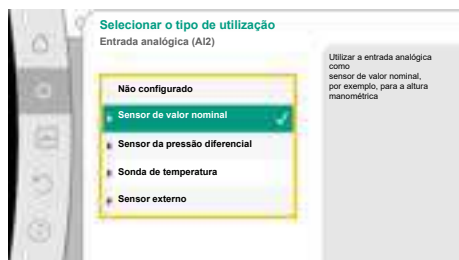 Selecionar o tipo de utilização
Entrada analógica (AI2)
Utilizar a entrada analógica
como
sensor de valor nominal,
por exemplo, para a altura
manométrica
Não configurado
Sensor de valor nominal
Sensor da pressão diferencial
Sonda de temperatura
Sensor externo